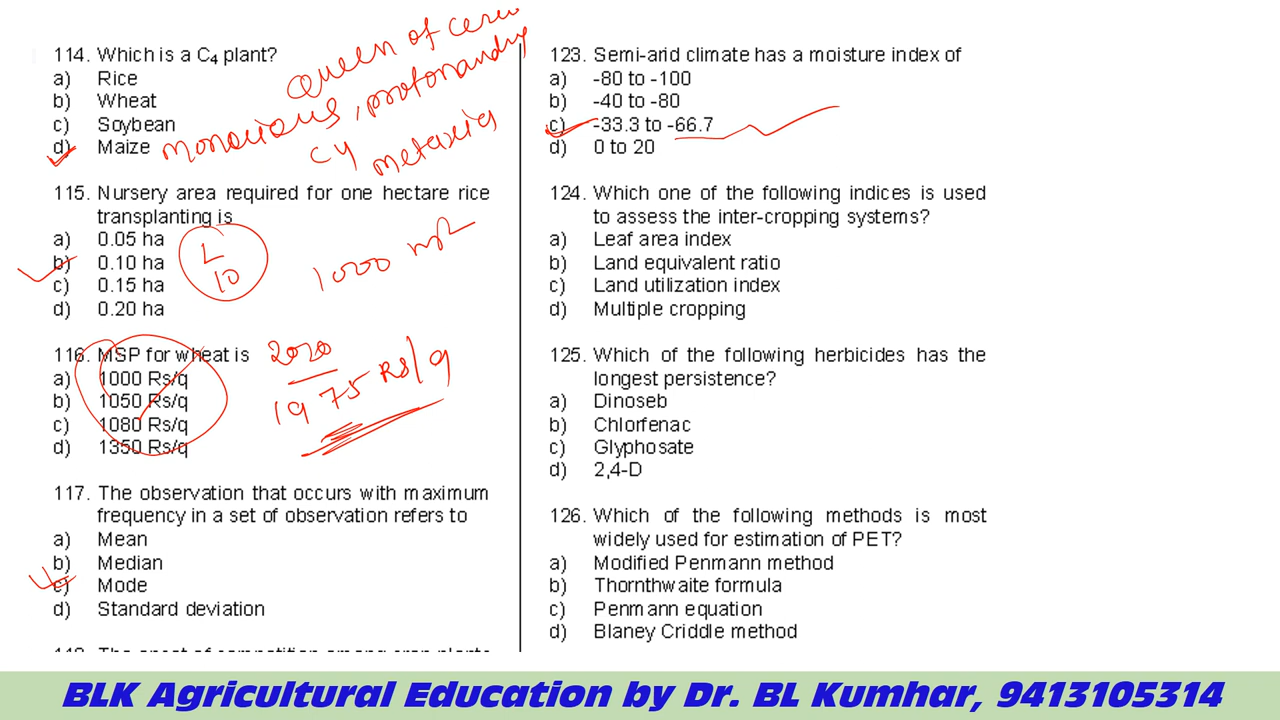 114. Which is a C₄ plant?
a) Rice
b) Wheat
c) Soybean
d) Maize
Queen of
monocious, protonandry
C4 metaxia
115. Nursery area required for one hectare rice
transplanting is
a) 0.05 ha
b) 0.10 ha
c) 0.15 ha
d) 0.20 ha
1
10
1000 m2
116. MSP for wheat is
a) 1000 Rs/q
b) 1050 Rs/q
c) 1080 Rs/q
d) 1350 Rs/q
2020
1975 Rs/q
117. The observation that occurs with maximum
frequency in a set of observation refers to
a) Mean
b) Median
c) Mode
d) Standard deviation
123. Semi-arid climate has a moisture index of
a) -80 to -100
b) -40 to -80
c) -33.3 to -66.7
d) 0 to 20
124. Which one of the following indices is used
to assess the inter-cropping systems?
a) Leaf area index
b) Land equivalent ratio
c) Land utilization index
d) Multiple cropping
125. Which of the following herbicides has the
longest persistence?
a) Dinoseb
b) Chlorfenac
c) Glyphosate
d) 2,4-D
126. Which of the following methods is most
widely used for estimation of PET?
a) Modified Penmann method
b) Thornthwaite formula
c) Penmann equation
d) Blaney Criddle method
BLK Agricultural Education by Dr. BL Kumhar, 9413105314